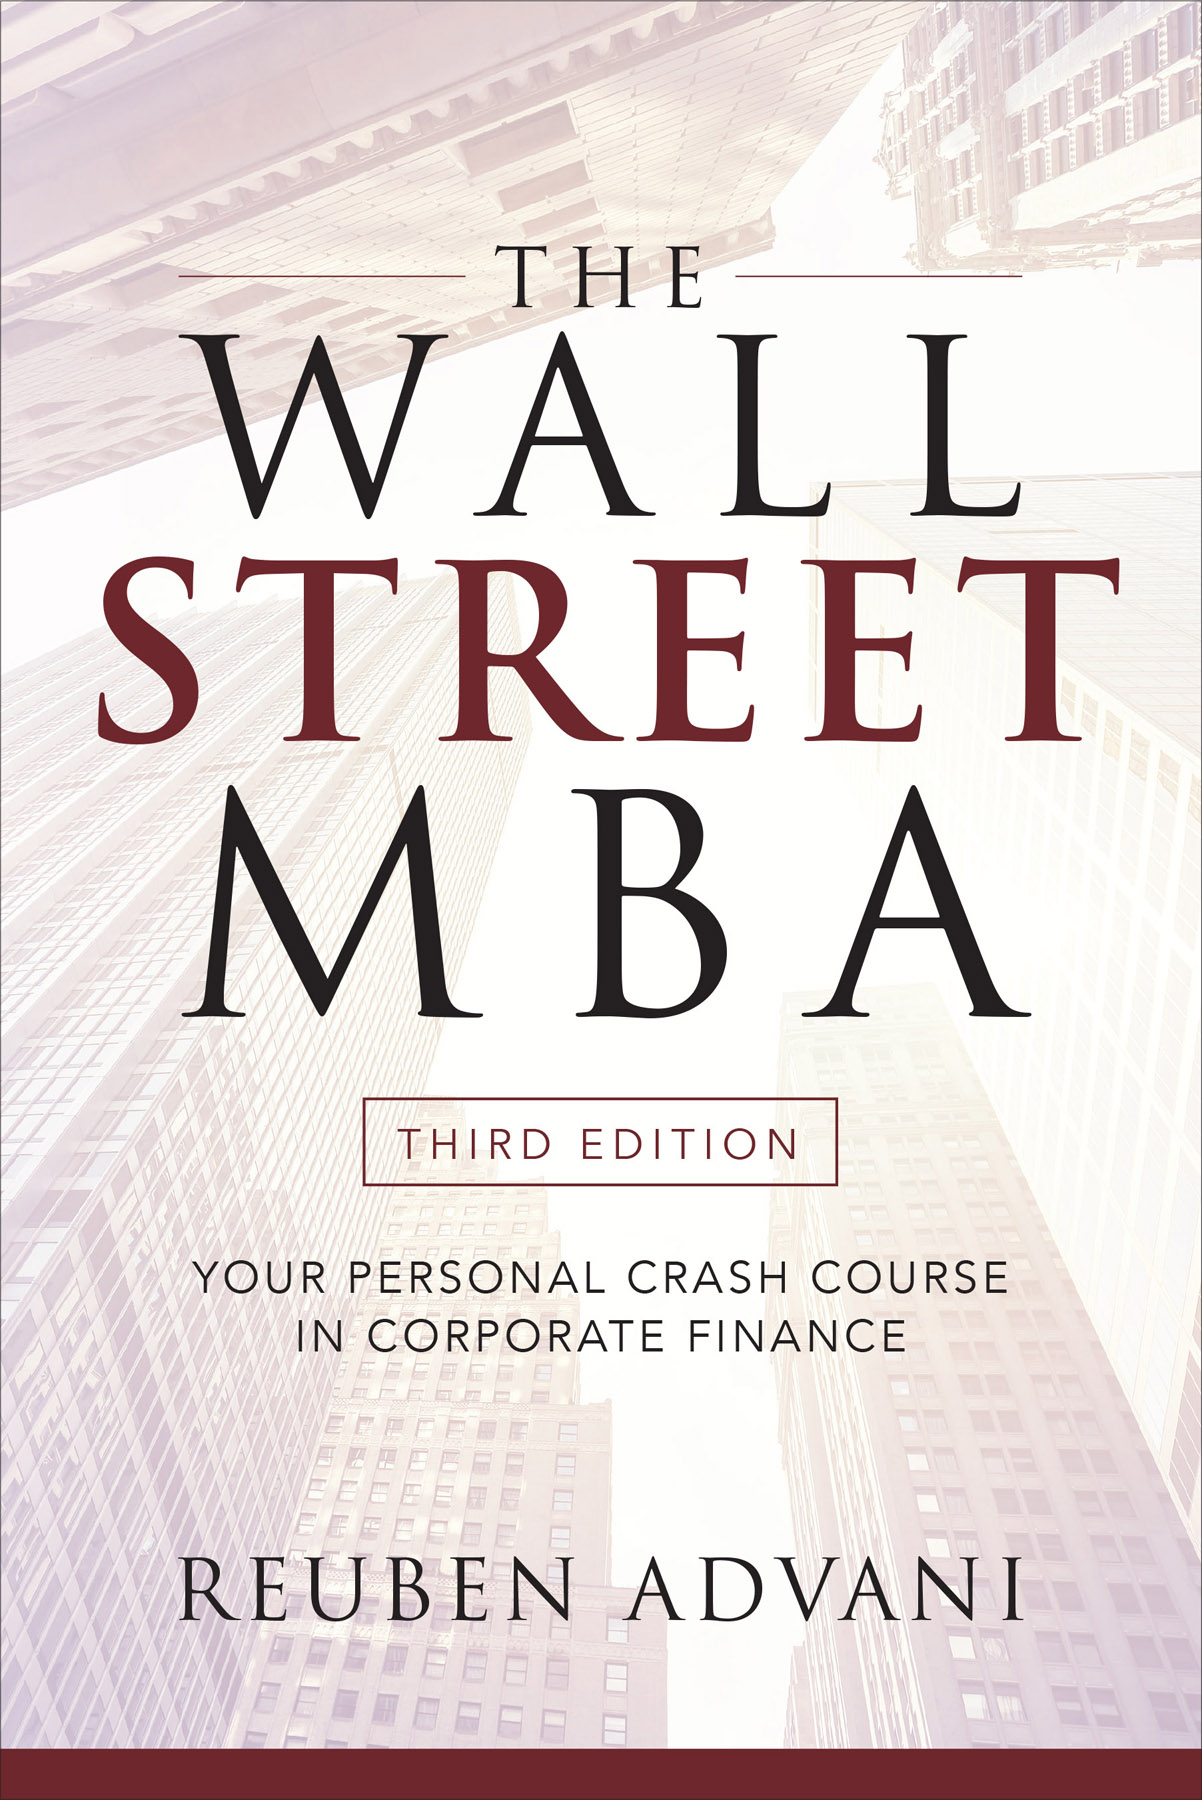 THE
WALL
STREET
MBA
THIRD EDITION
YOUR PERSONAL CRASH COURSE
IN CORPORATE FINANCE
REUBEN ADVANI